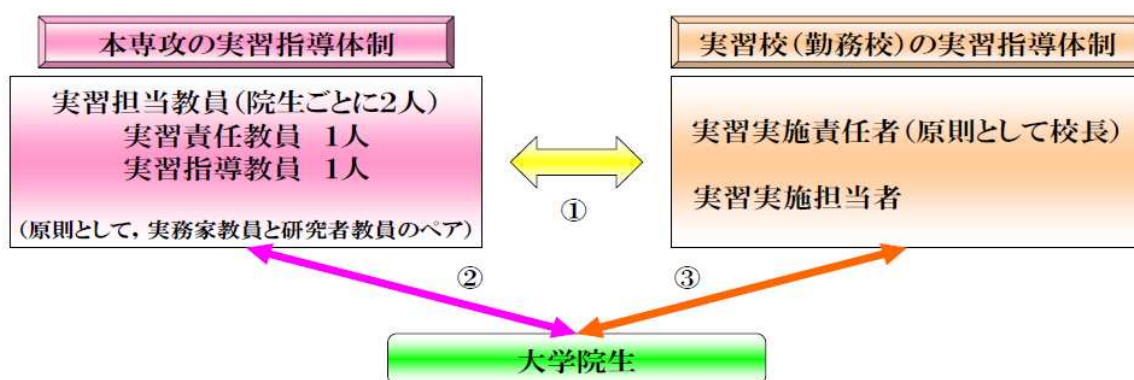 本専攻の実習指導体制
実習担当教員(院生ごとに2人)
実習責任教員 1人
実習指導教員 1人
(原則として,実務家教員と研究者教員のペア)
実習校(勤務校)の実習指導体制
実習実施責任者(原則として校長)
実習実施担当者
①
②
③
大学院生